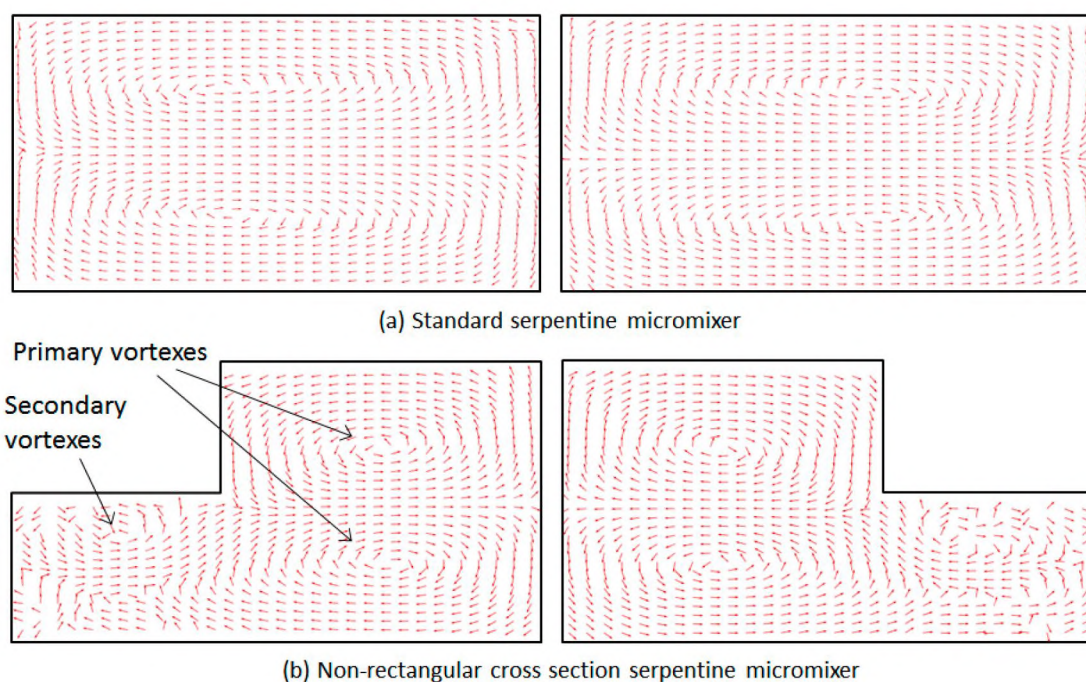 (a) Standard serpentine micromixer
Primary vortexes
Secondary
vortexes
(b) Non-rectangular cross section serpentine micromixer